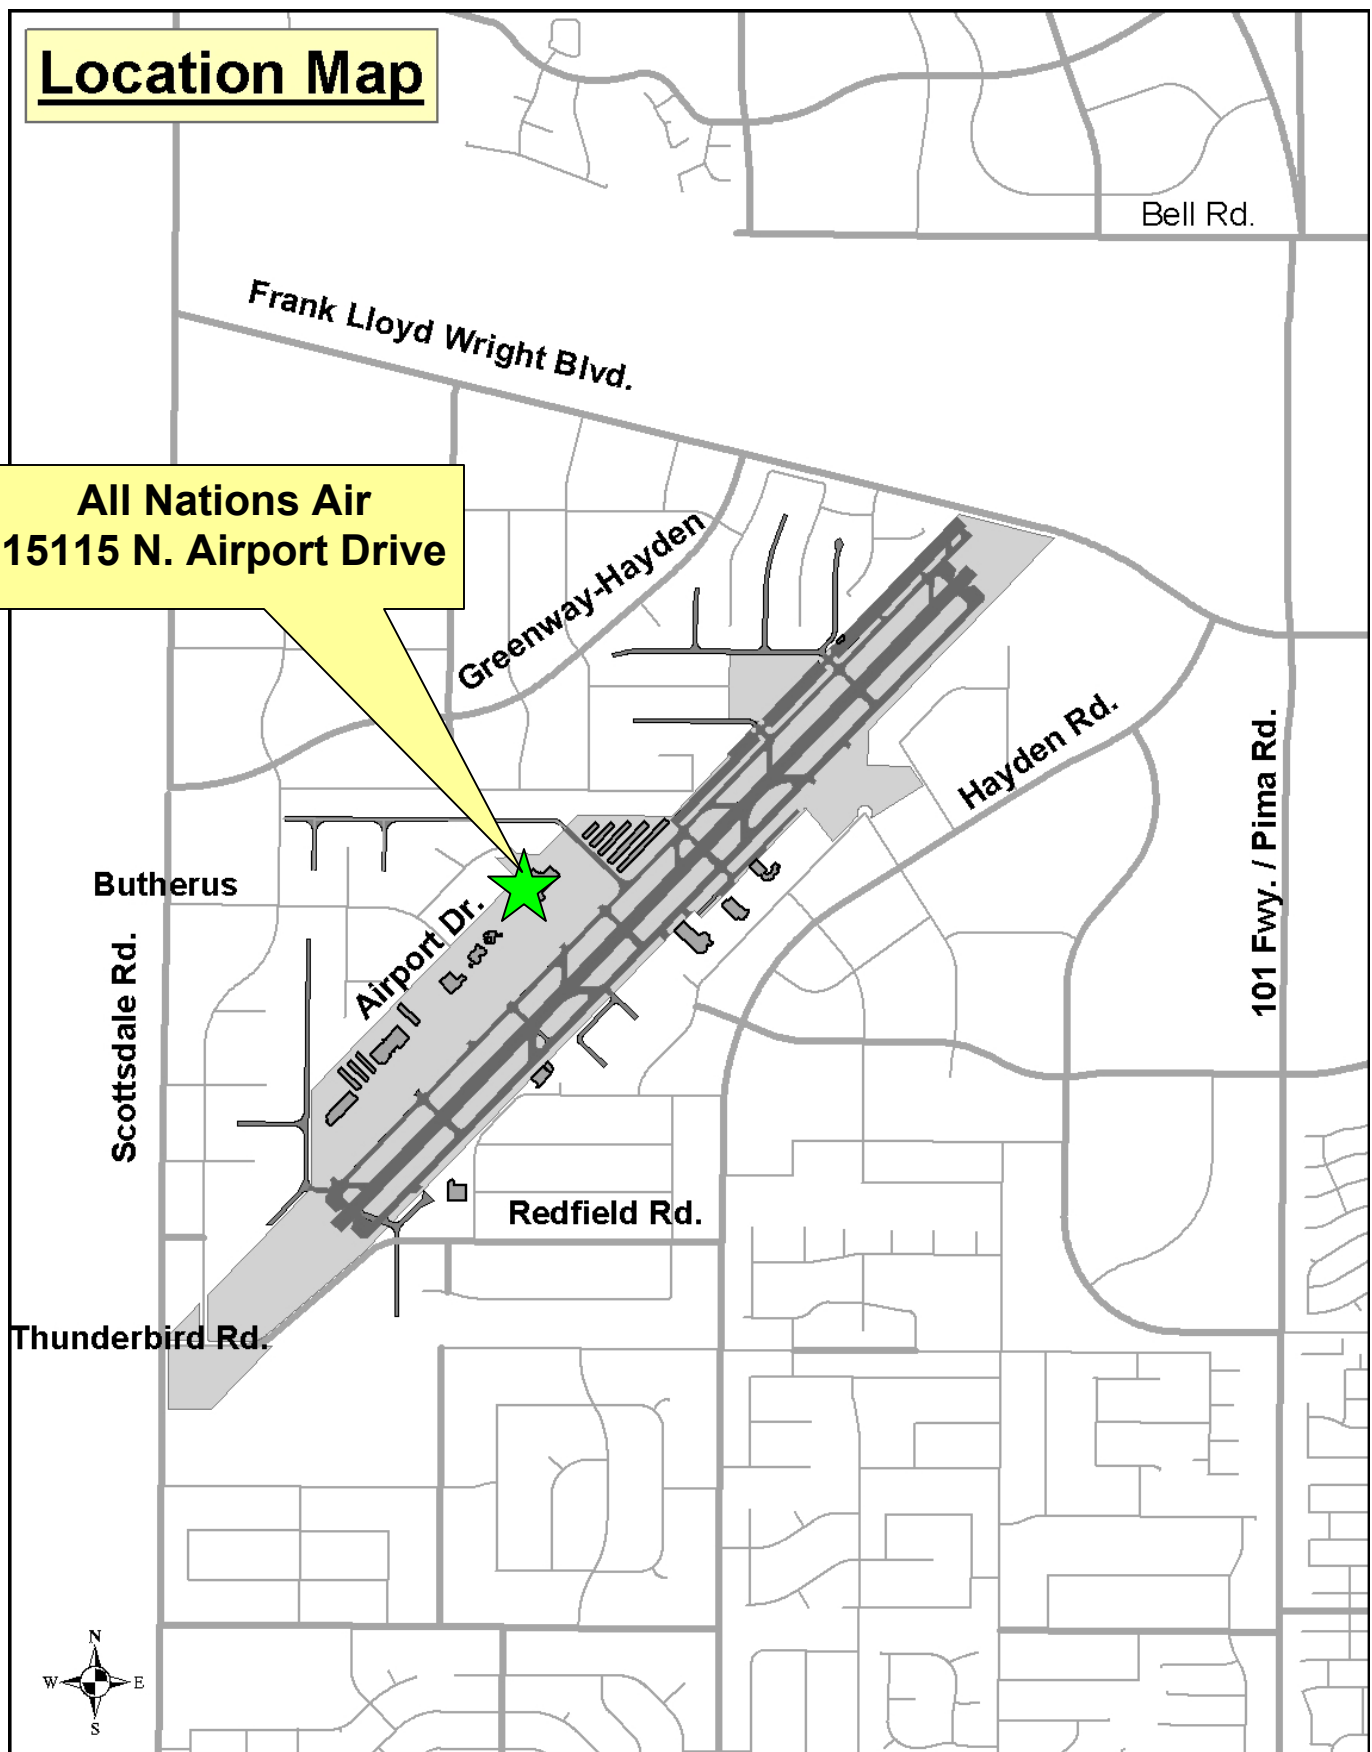 Location Map
Bell Rd.
Frank Lloyd Wright Blvd.
All Nations Air
15115 N. Airport Drive
Greenway-Hayden
Hayden Rd.
101 Fwy. / Pima Rd.
Butherus
Airport Dr.
Scottsdale Rd.
Redfield Rd.
Thunderbird Rd.
N
W E
S